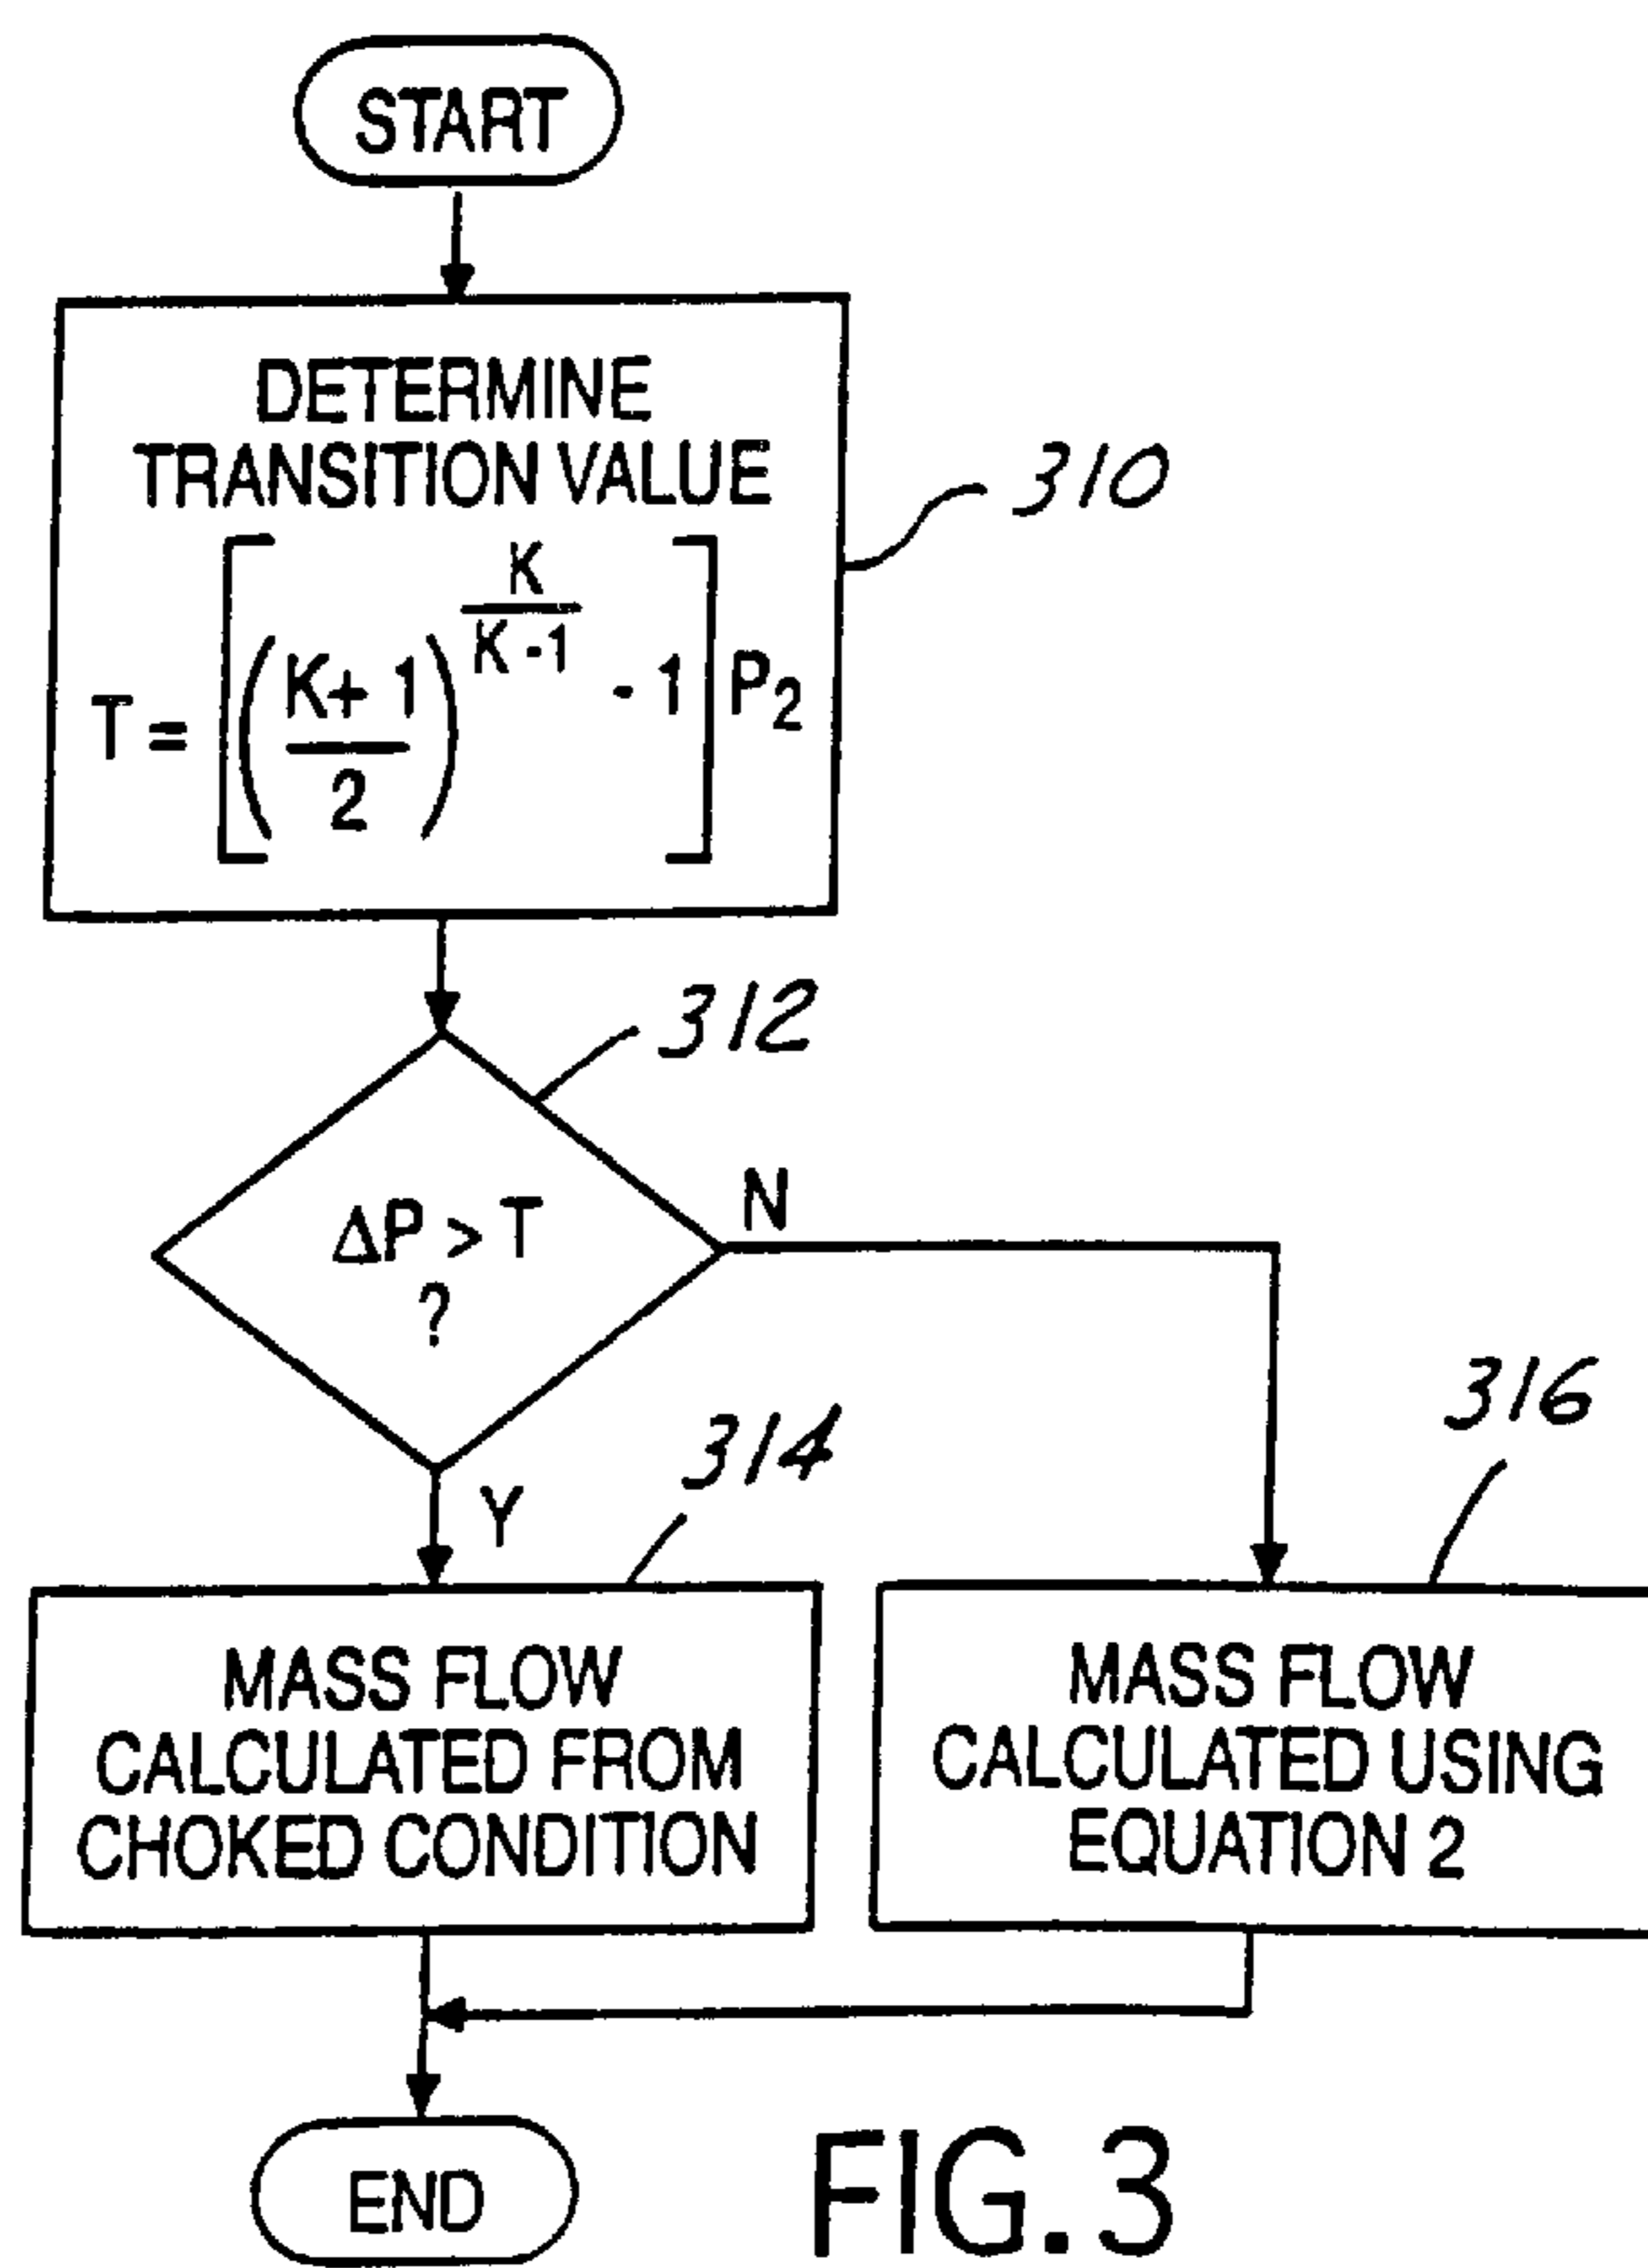 START
DETERMINE
TRANSITION VALUE
310
T = [ ( (K+1) / 2 )^(K / (K-1)) - 1 ] P₂
312
ΔP > T
?
N
Y
314
316
MASS FLOW
CALCULATED FROM
CHOKED CONDITION
MASS FLOW
CALCULATED USING
EQUATION 2
END
FIG. 3